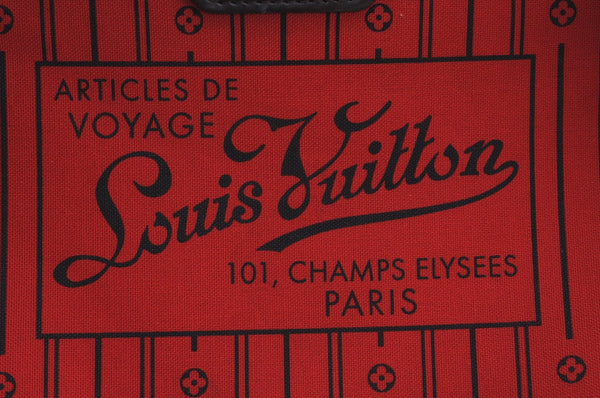 ARTICLES DE
VOYAGE
Louis Vuitton
101, CHAMPS ELYSEES
PARIS